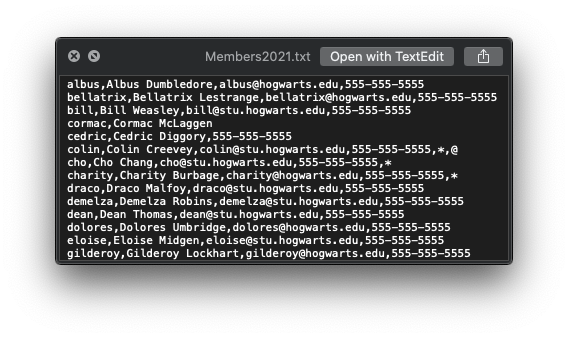 Members2021.txt Open with TextEdit
albus,Albus Dumbledore,albus@hogwarts.edu,555-555-5555
bellatrix,Bellatrix Lestrange,bellatrix@hogwarts.edu,555-555-5555
bill,Bill Weasley,bill@stu.hogwarts.edu,555-555-5555
cormac,Cormac McLaggen
cedric,Cedric Diggory,555-555-5555
colin,Colin Creevey,colin@stu.hogwarts.edu,555-555-5555,*,@
cho,Cho Chang,cho@stu.hogwarts.edu,555-555-5555,*
charity,Charity Burbage,charity@hogwarts.edu,555-555-5555,*
draco,Draco Malfoy,draco@stu.hogwarts.edu,555-555-5555
demelza,Demelza Robins,demelza@stu.hogwarts.edu,555-555-5555
dean,Dean Thomas,dean@stu.hogwarts.edu,555-555-5555
dolores,Dolores Umbridge,dolores@hogwarts.edu,555-555-5555
eloise,Eloise Midgen,eloise@stu.hogwarts.edu,555-555-5555
gilderoy,Gilderoy Lockhart,gilderoy@hogwarts.edu,555-555-5555